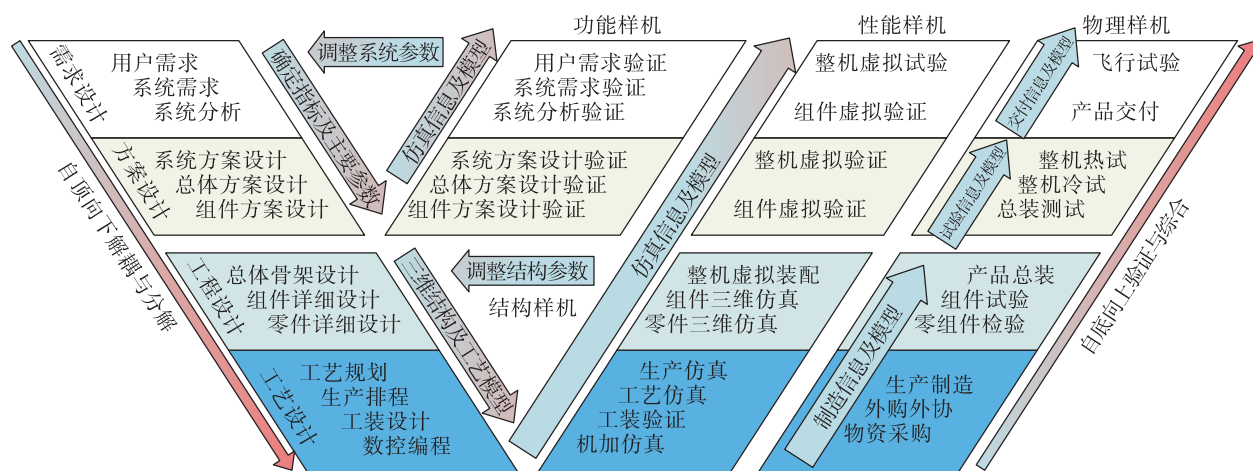 功能样机
性能样机
物理样机
需求设计
用户需求
系统需求
系统分析
确定指标及主要参数
调整系统参数
仿真信息及模型
用户需求验证
系统需求验证
系统分析验证
整机虚拟试验
组件虚拟验证
交付信息及模型
飞行试验
产品交付
方案设计
系统方案设计
总体方案设计
组件方案设计
系统方案设计验证
总体方案设计验证
组件方案设计验证
仿真信息及模型
整机虚拟验证
组件虚拟验证
试验信息及模型
整机热试
整机冷试
总装测试
自顶向下解耦与分解
自底向上验证与综合
工程设计
总体骨架设计
组件详细设计
零件详细设计
三维结构及工艺模型
调整结构参数
结构样机
整机虚拟装配
组件三维仿真
零件三维仿真
制造信息及模型
产品总装
组件试验
零组件检验
工艺设计
工艺规划
生产排程
工装设计
数控编程
生产仿真
工艺仿真
工装验证
机加仿真
生产制造
外购外协
物资采购